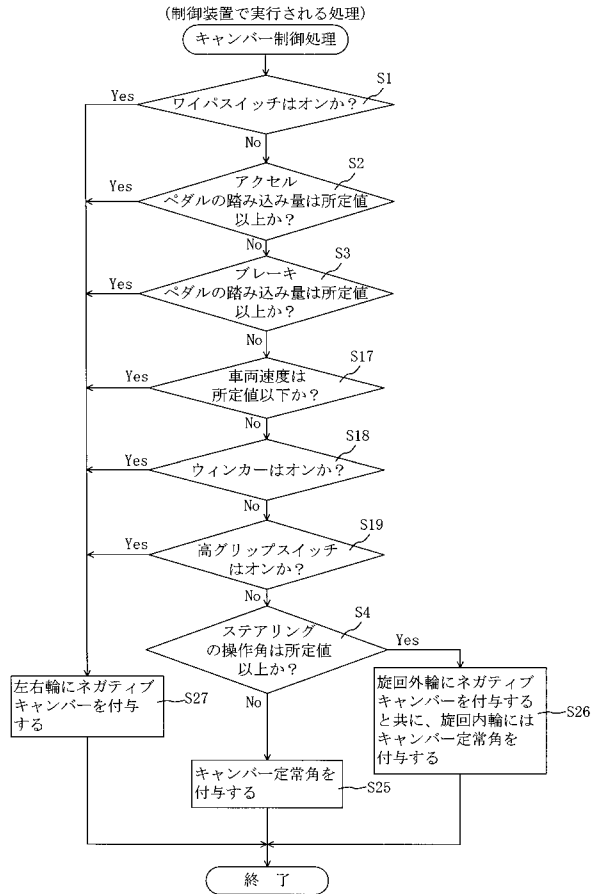 (制御装置で実行される処理)
キャンバー制御処理
S1
Yes
ワイパスイッチはオンか？
No
S2
Yes
アクセル
ペダルの踏み込み量は所定値
以上か？
No
S3
Yes
ブレーキ
ペダルの踏み込み量は所定値
以上か？
No
S17
Yes
車両速度は
所定値以下か？
No
S18
Yes
ウィンカーはオンか？
No
S19
Yes
高グリップスイッチ
はオンか？
No
S4
ステアリング
の操作角は所定値
以上か？
Yes
No
左右輪にネガティブ
キャンバーを付与
する
S27
旋回外輪にネガティブ
キャンバーを付与する
と共に、旋回内輪には
キャンバー定常角を
付与する
S26
キャンバー定常角を
付与する
S25
終 了